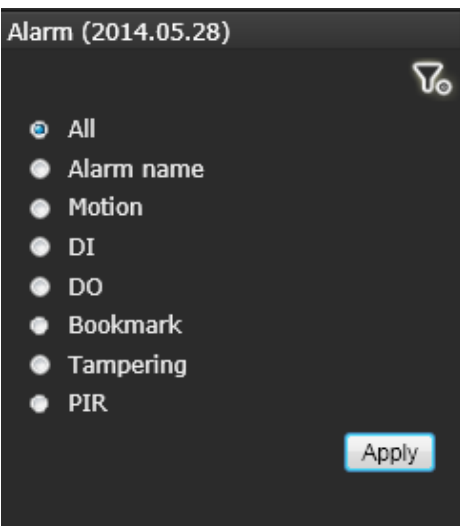 Alarm (2014.05.28)
All
Alarm name
Motion
DI
DO
Bookmark
Tampering
PIR
Apply